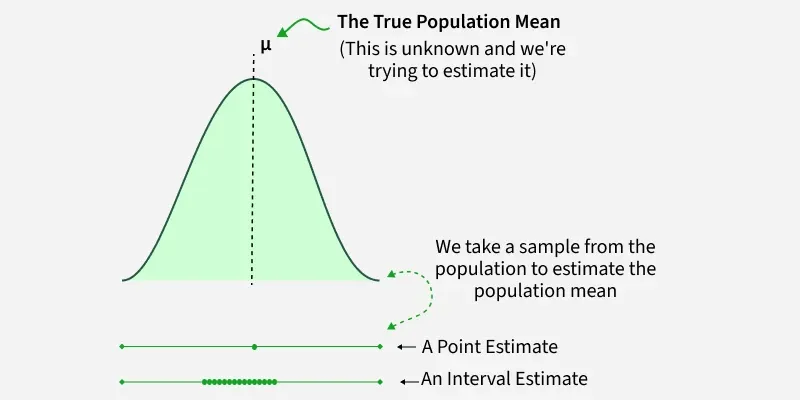 The True Population Mean
μ
(This is unknown and we're
trying to estimate it)
We take a sample from the
population to estimate the
population mean
A Point Estimate
An Interval Estimate